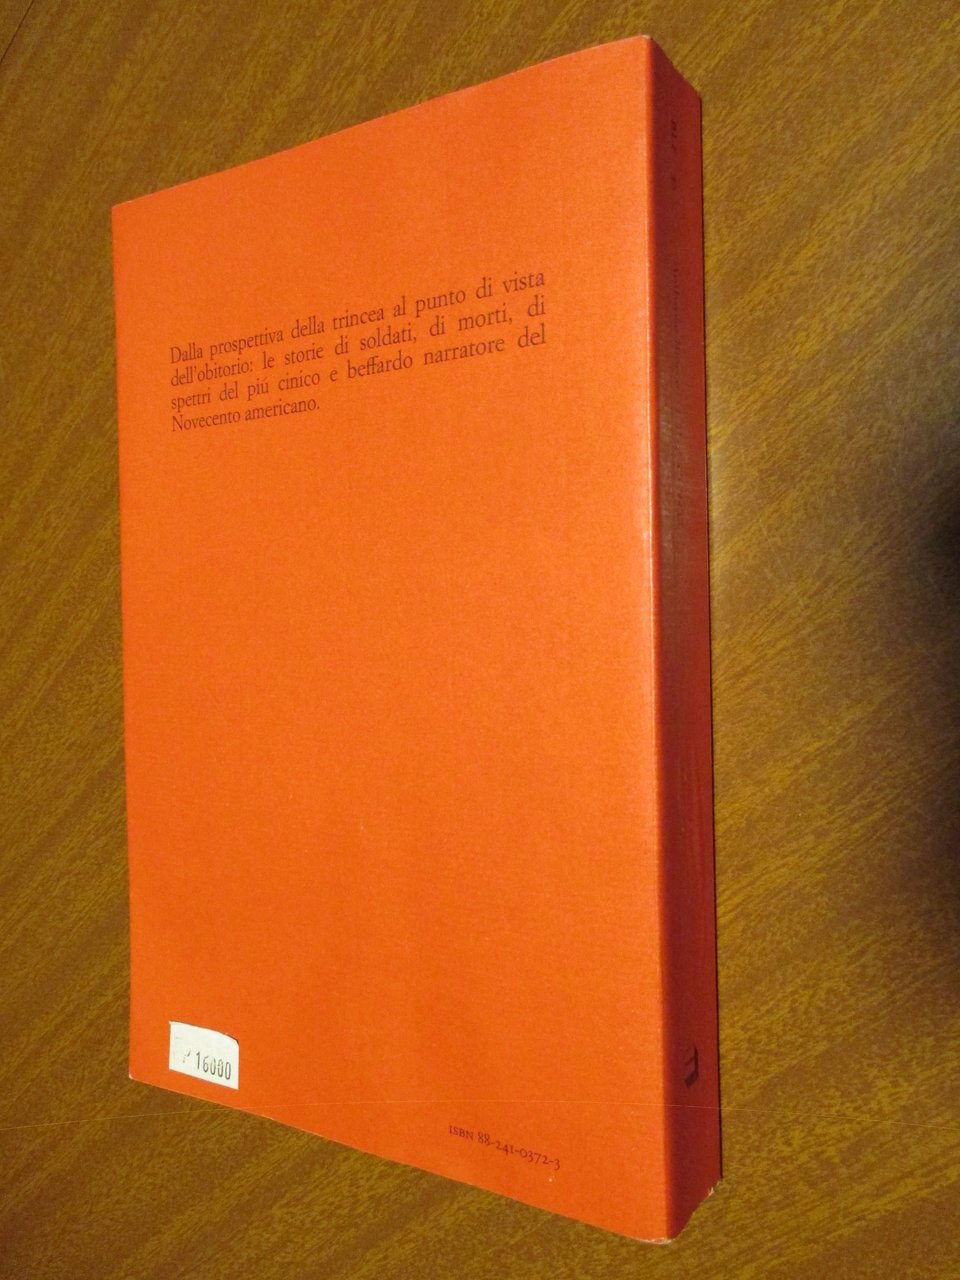 Dalla prospettiva della trincea al punto di vista
dell'obitorio: le storie di soldati, di morti, di
spettri del piú cinico e beffardo narratore del
Novecento americano.
16000
ISBN 88-241-0372-3